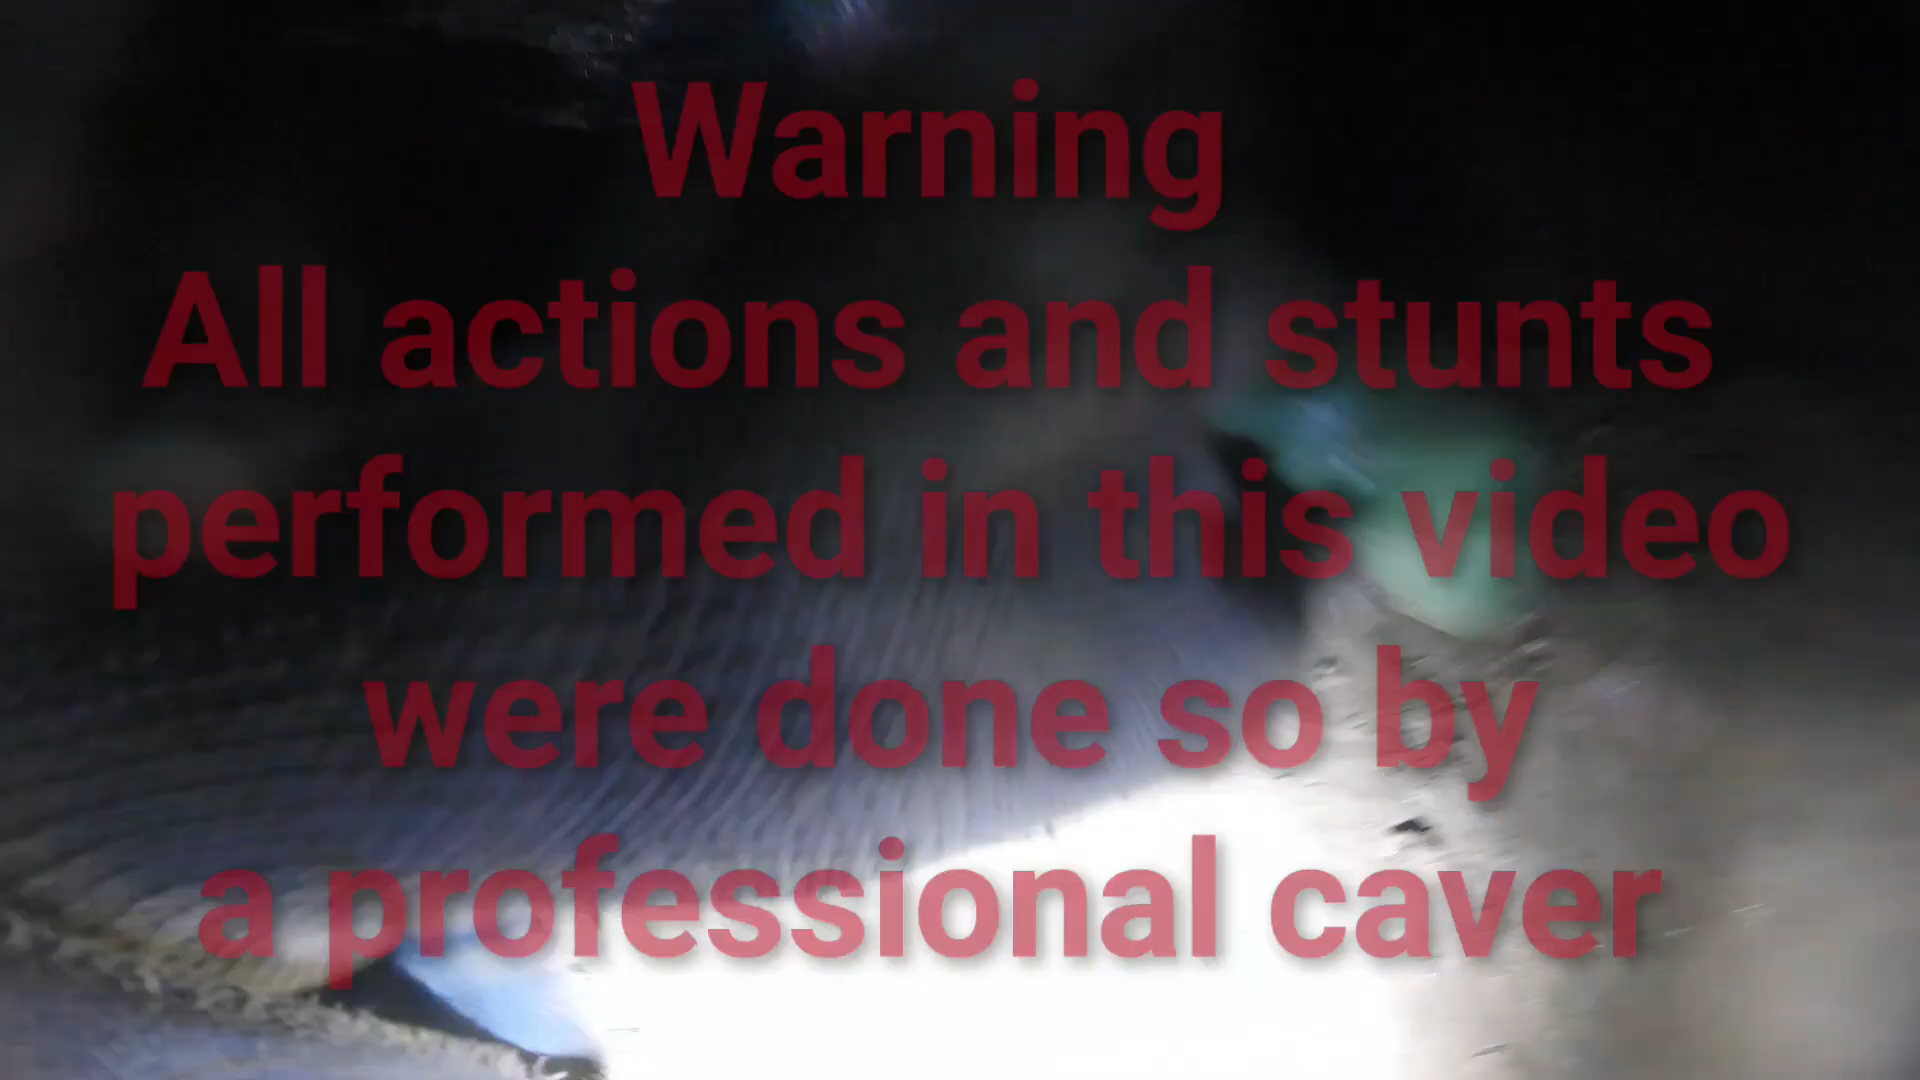 Warning
All actions and stunts
performed in this video
were done so by
a professional caver